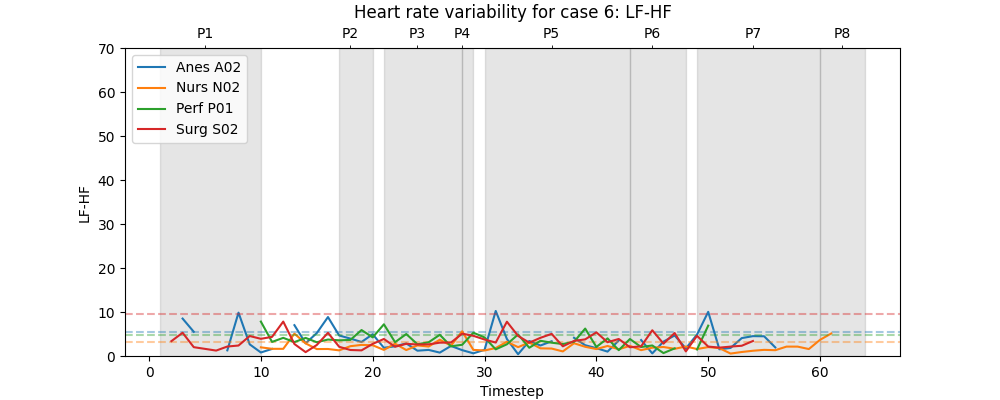 Heart rate variability for case 6: LF-HF
P1 P2 P3 P4 P5 P6 P7 P8
70
60
50
40
30
20
10
0
LF-HF
Anes A02
Nurs N02
Perf P01
Surg S02
0 10 20 30 40 50 60
Timestep